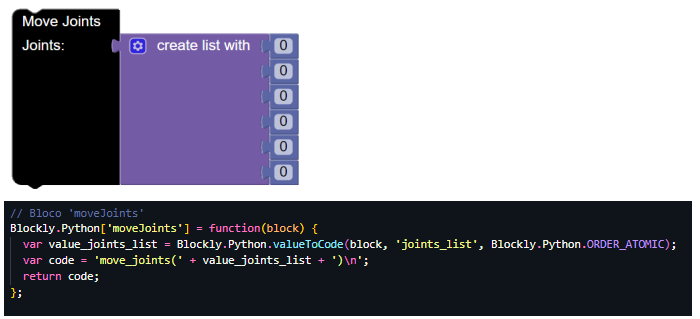 Move Joints
Joints: create list with 0
0
0
0
0
0
// Bloco 'moveJoints'
Blockly.Python['moveJoints'] = function(block) {
  var value_joints_list = Blockly.Python.valueToCode(block, 'joints_list', Blockly.Python.ORDER_ATOMIC);
  var code = 'move_joints(' + value_joints_list + ')\n';
  return code;
};